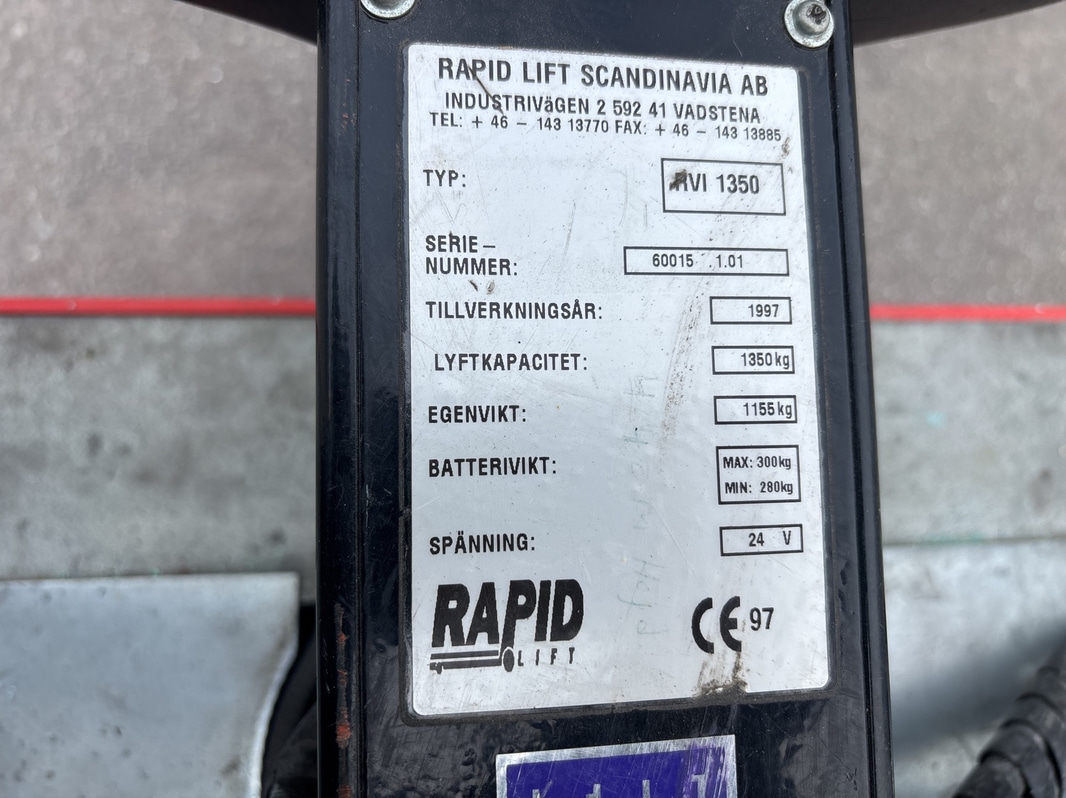 RAPID LIFT SCANDINAVIA AB
INDUSTRIVäGEN 2 592 41 VADSTENA
TEL: + 46 – 143 13770 FAX: + 46 – 143 13885
TYP: RVI 1350
SERIE–
NUMMER: 60015 .1.01
TILLVERKNINGSÅR: 1997
LYFTKAPACITET: 1350kg
EGENVIKT: 1155kg
BATTERIVIKT: MAX: 300kg
MIN: 280kg
SPÄNNING: 24 V
RAPID
LIFT
CE 97